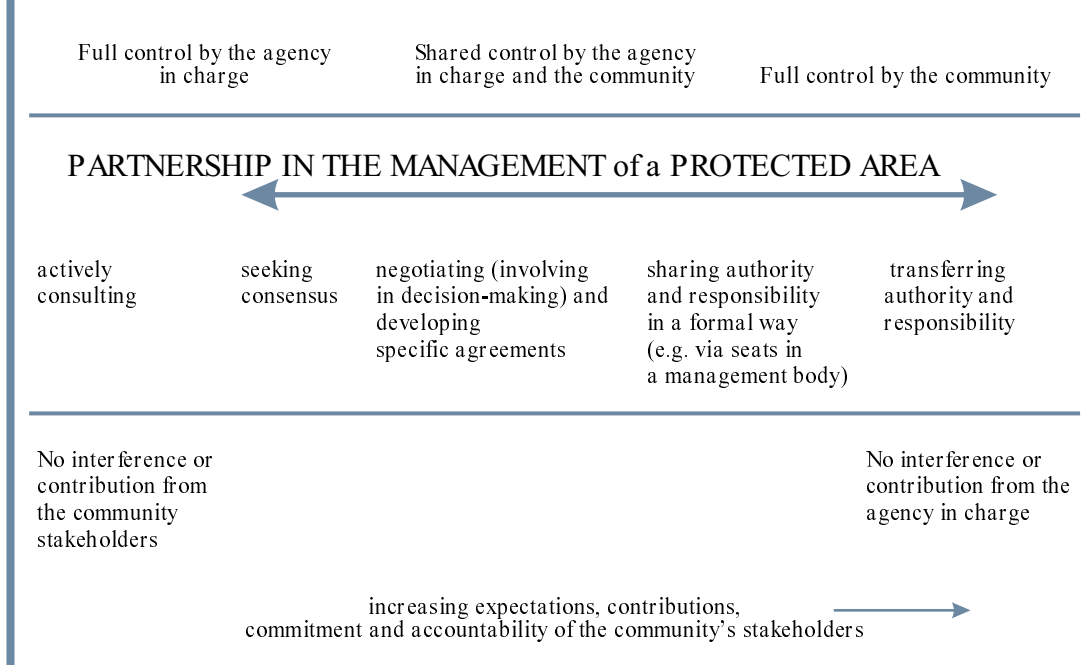 Full control by the agency
in charge
Shared control by the agency
in charge and the community
Full control by the community
PARTNERSHIP IN THE MANAGEMENT of a PROTECTED AREA
actively
consulting
seeking
consensus
negotiating (involving
in decision-making) and
developing
specific agreements
sharing authority
and responsibility
in a formal way
(e.g. via seats in
a management body)
transferring
authority and
responsibility
No interference or
contribution from
the community
stakeholders
No interference or
contribution from the
agency in charge
increasing expectations, contributions,
commitment and accountability of the community’s stakeholders